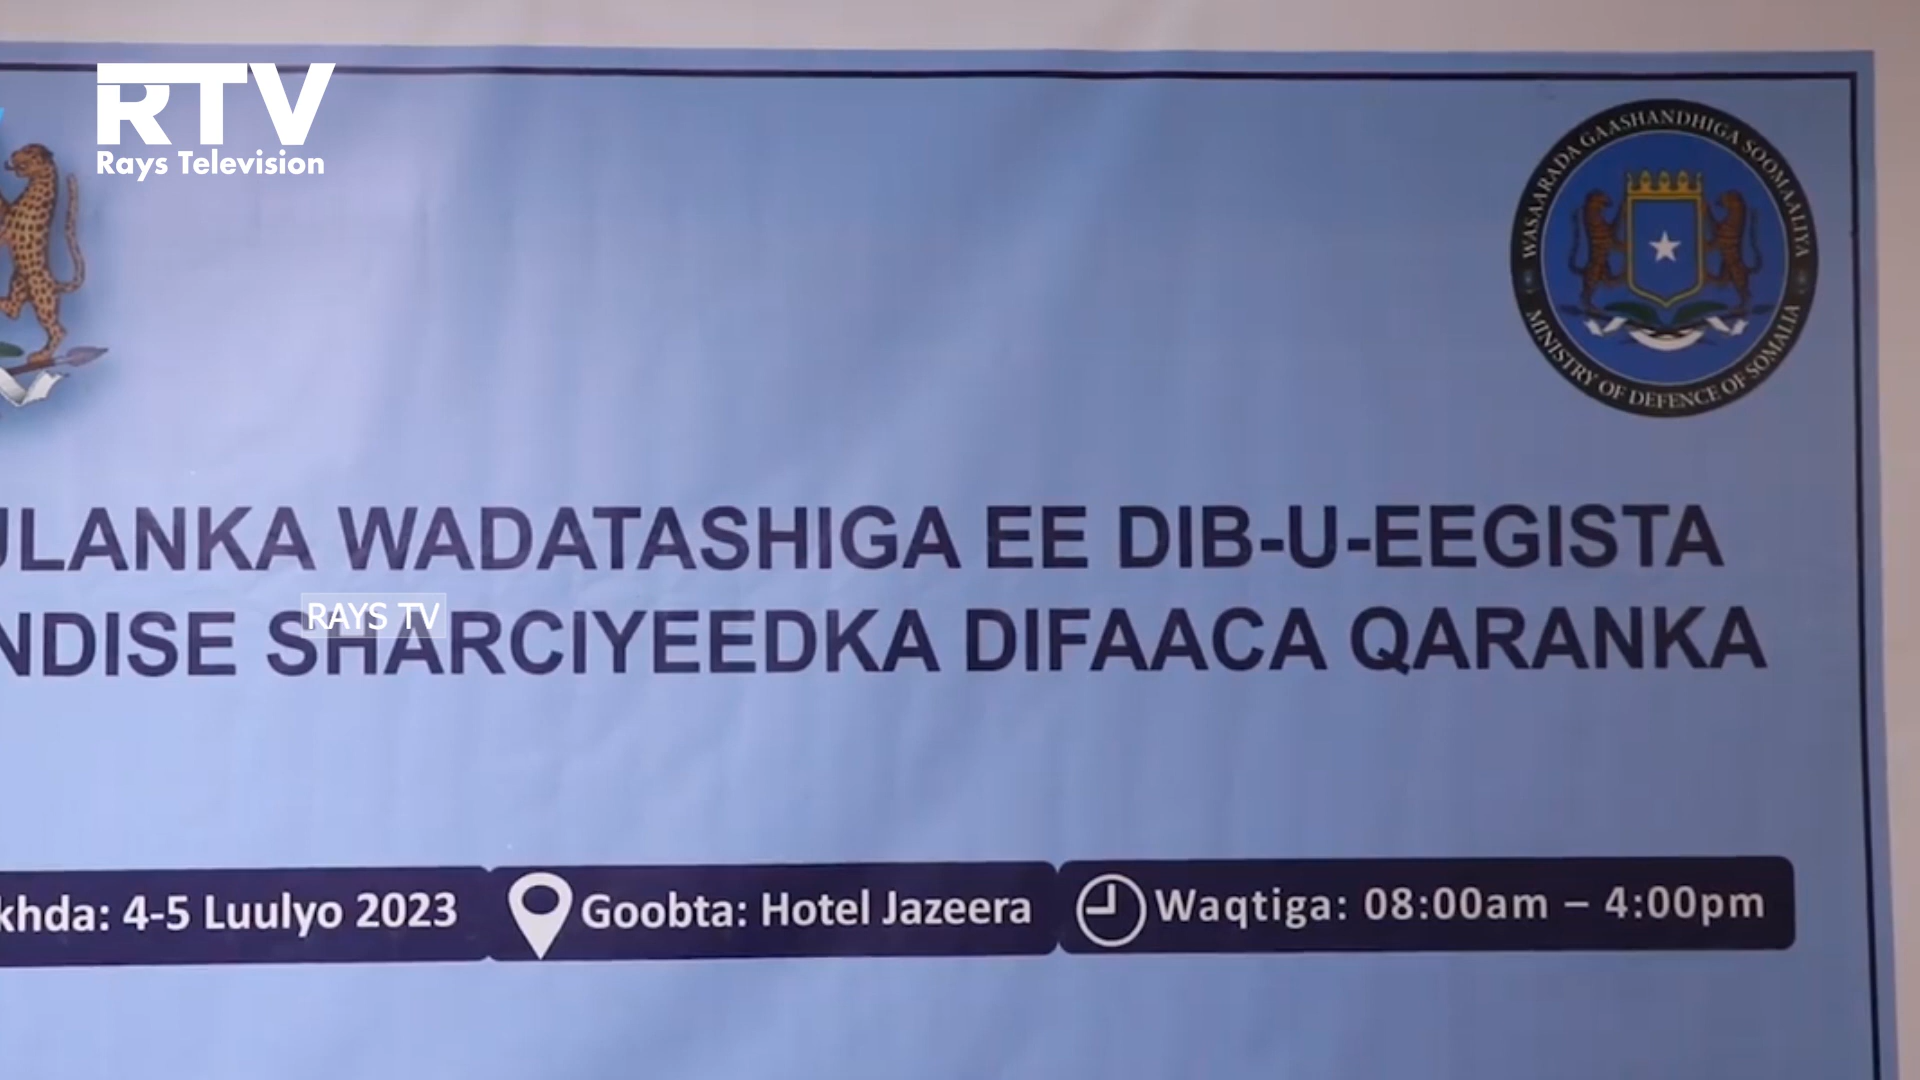 RTV
Rays Television
WASAARADA GAASHANDHIGA SOOMAALIYA
MINISTRY OF DEFENCE OF SOMALIA
ULANKA WADATASHIGA EE DIB-U-EEGISTA
NDISE SHARCIYEEDKA DIFAACA QARANKA
RAYS TV
khda: 4-5 Luulyo 2023
Goobta: Hotel Jazeera
Waqtiga: 08:00am – 4:00pm